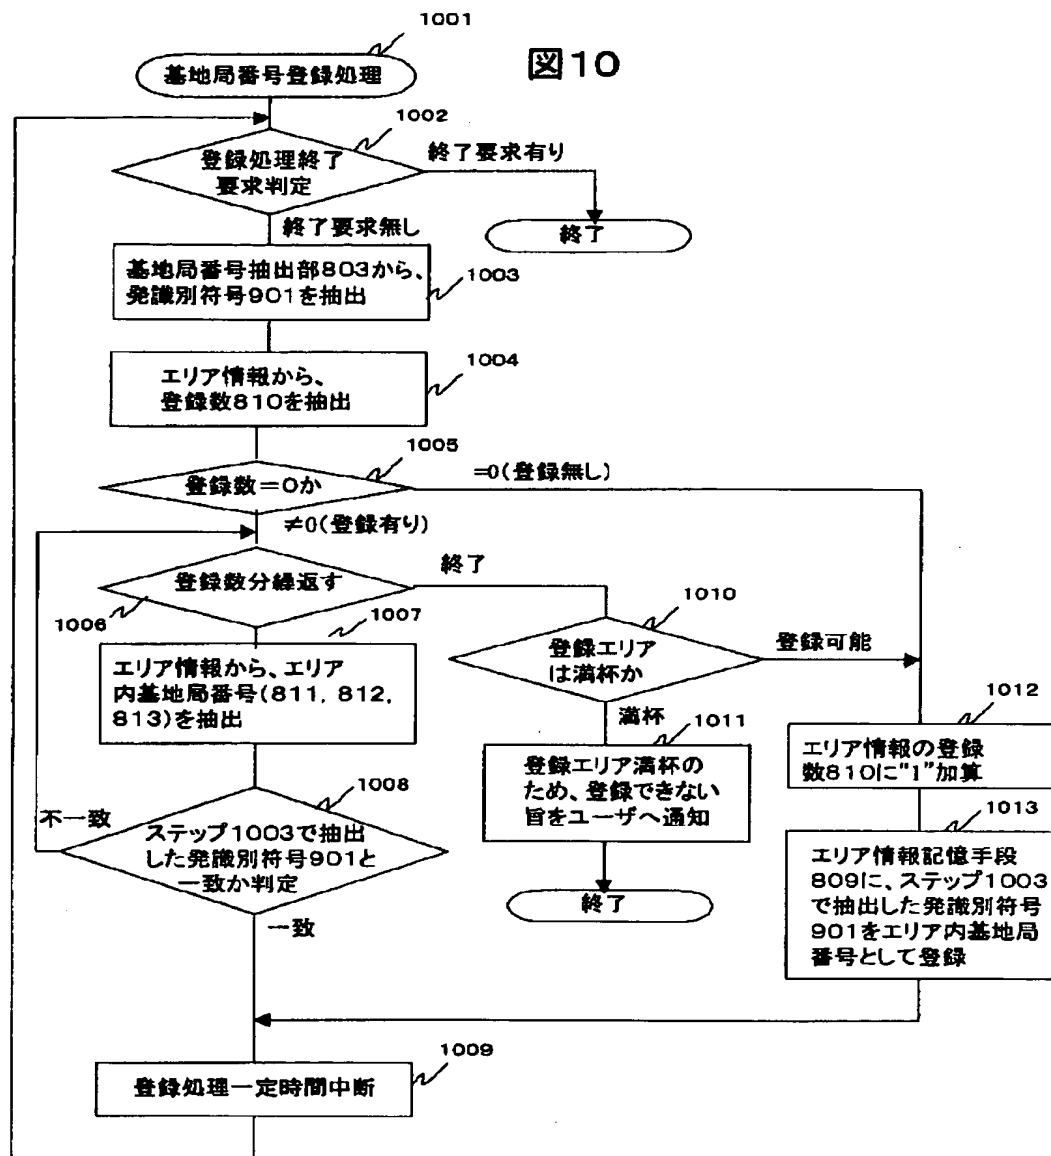 1001
図10
基地局番号登録処理
1002
登録処理終了
要求判定
終了要求有り
終了
終了要求無し
基地局番号抽出部803から、
発識別符号901を抽出
1003
1004
エリア情報から、
登録数810を抽出
1005
登録数=0か
=0(登録無し)
≠0(登録有り)
登録数分繰返す
終了
1006
1007
1010
エリア情報から、エリア
内基地局番号(811, 812,
813)を抽出
登録エリア
は満杯か
登録可能
満杯
1011
1012
エリア情報の登録
数810に"1"加算
登録エリア満杯の
ため、登録できない
旨をユーザへ通知
1008
不一致
ステップ1003で抽出
した発識別符号901と
一致か判定
1013
エリア情報記憶手段
809に、ステップ1003
で抽出した発識別符号
901をエリア内基地局
番号として登録
終了
一致
1009
登録処理一定時間中断